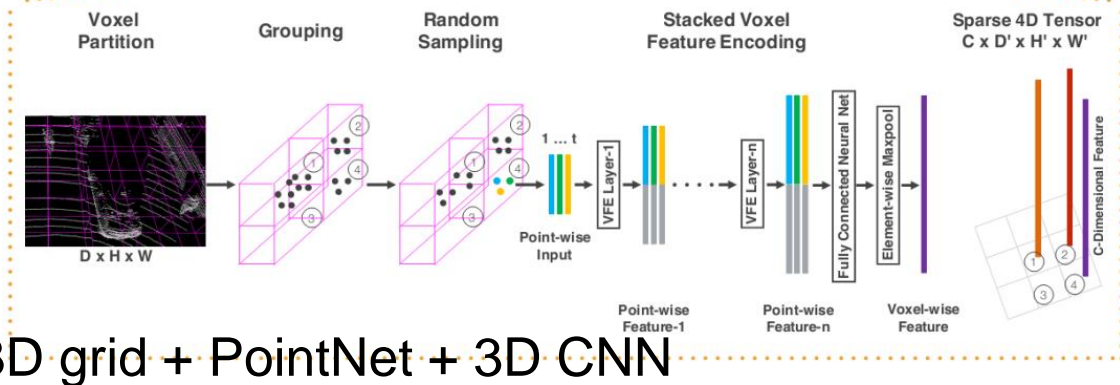 Voxel
Partition
Grouping
Random
Sampling
Stacked Voxel
Feature Encoding
Sparse 4D Tensor
C x D' x H' x W'
D x H x W
1
2
3
4
1
2
3
4
1 ... t
Point-wise
Input
VFE Layer-1
Point-wise
Feature-1
VFE Layer-n
Point-wise
Feature-n
Fully Connected Neural Net
Element-wise Maxpool
Voxel-wise
Feature
C-Dimensional Feature
1
2
3
4
3D grid + PointNet + 3D CNN